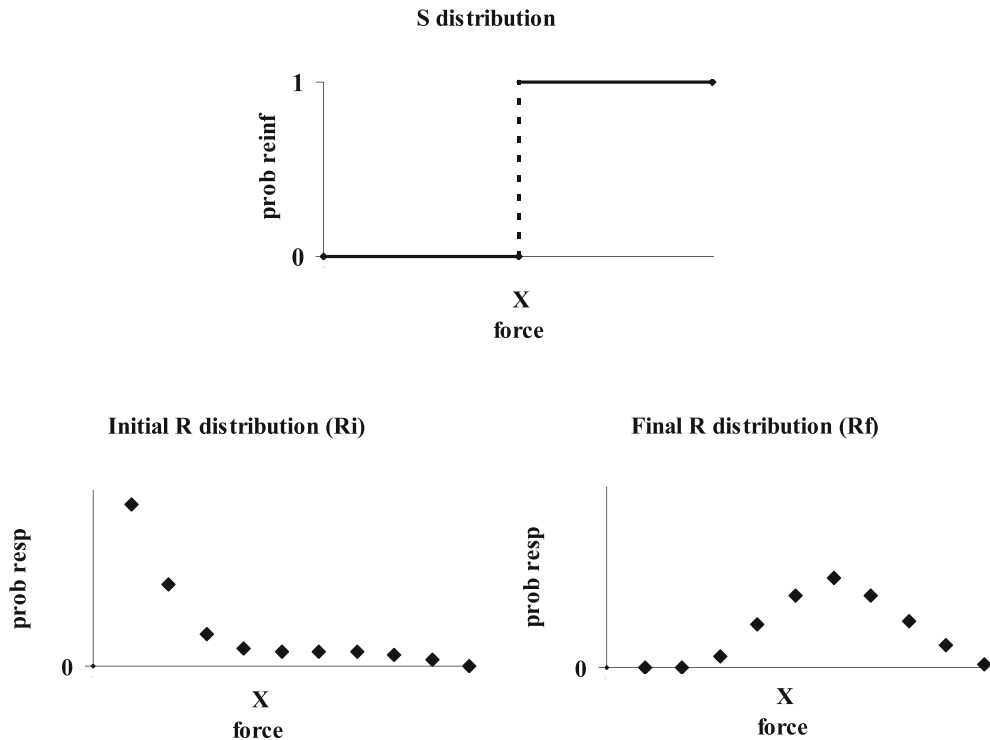 S distribution
1
prob reinf
0
X
force
Initial R distribution (Ri)
prob resp
0
X
force
Final R distribution (Rf)
prob resp
0
X
force